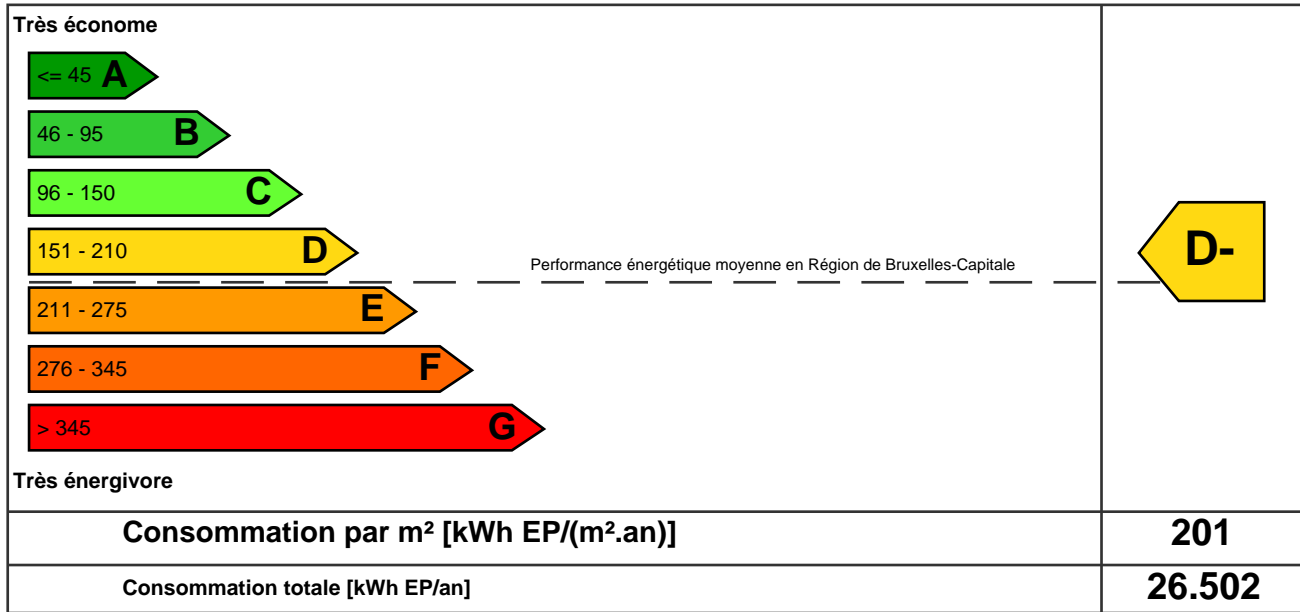 Très économe
<= 45 A
46 - 95 B
96 - 150 C
151 - 210 D
Performance énergétique moyenne en Région de Bruxelles-Capitale
D-
211 - 275 E
276 - 345 F
> 345 G
Très énergivore
Consommation par m² [kWh EP/(m².an)] 201
Consommation totale [kWh EP/an] 26.502